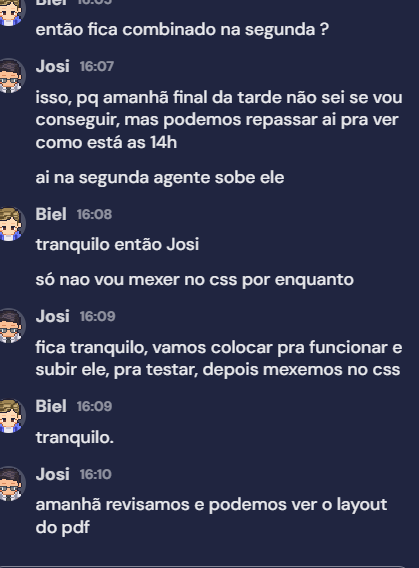 Biel 16:05
então fica combinado na segunda ?
Josi 16:07
isso, pq amanhã final da tarde não sei se vou
conseguir, mas podemos repassar ai pra ver
como está as 14h
ai na segunda agente sobe ele
Biel 16:08
tranquilo então Josi
só nao vou mexer no css por enquanto
Josi 16:09
fica tranquilo, vamos colocar pra funcionar e
subir ele, pra testar, depois mexemos no css
Biel 16:09
tranquilo.
Josi 16:10
amanhã revisamos e podemos ver o layout
do pdf